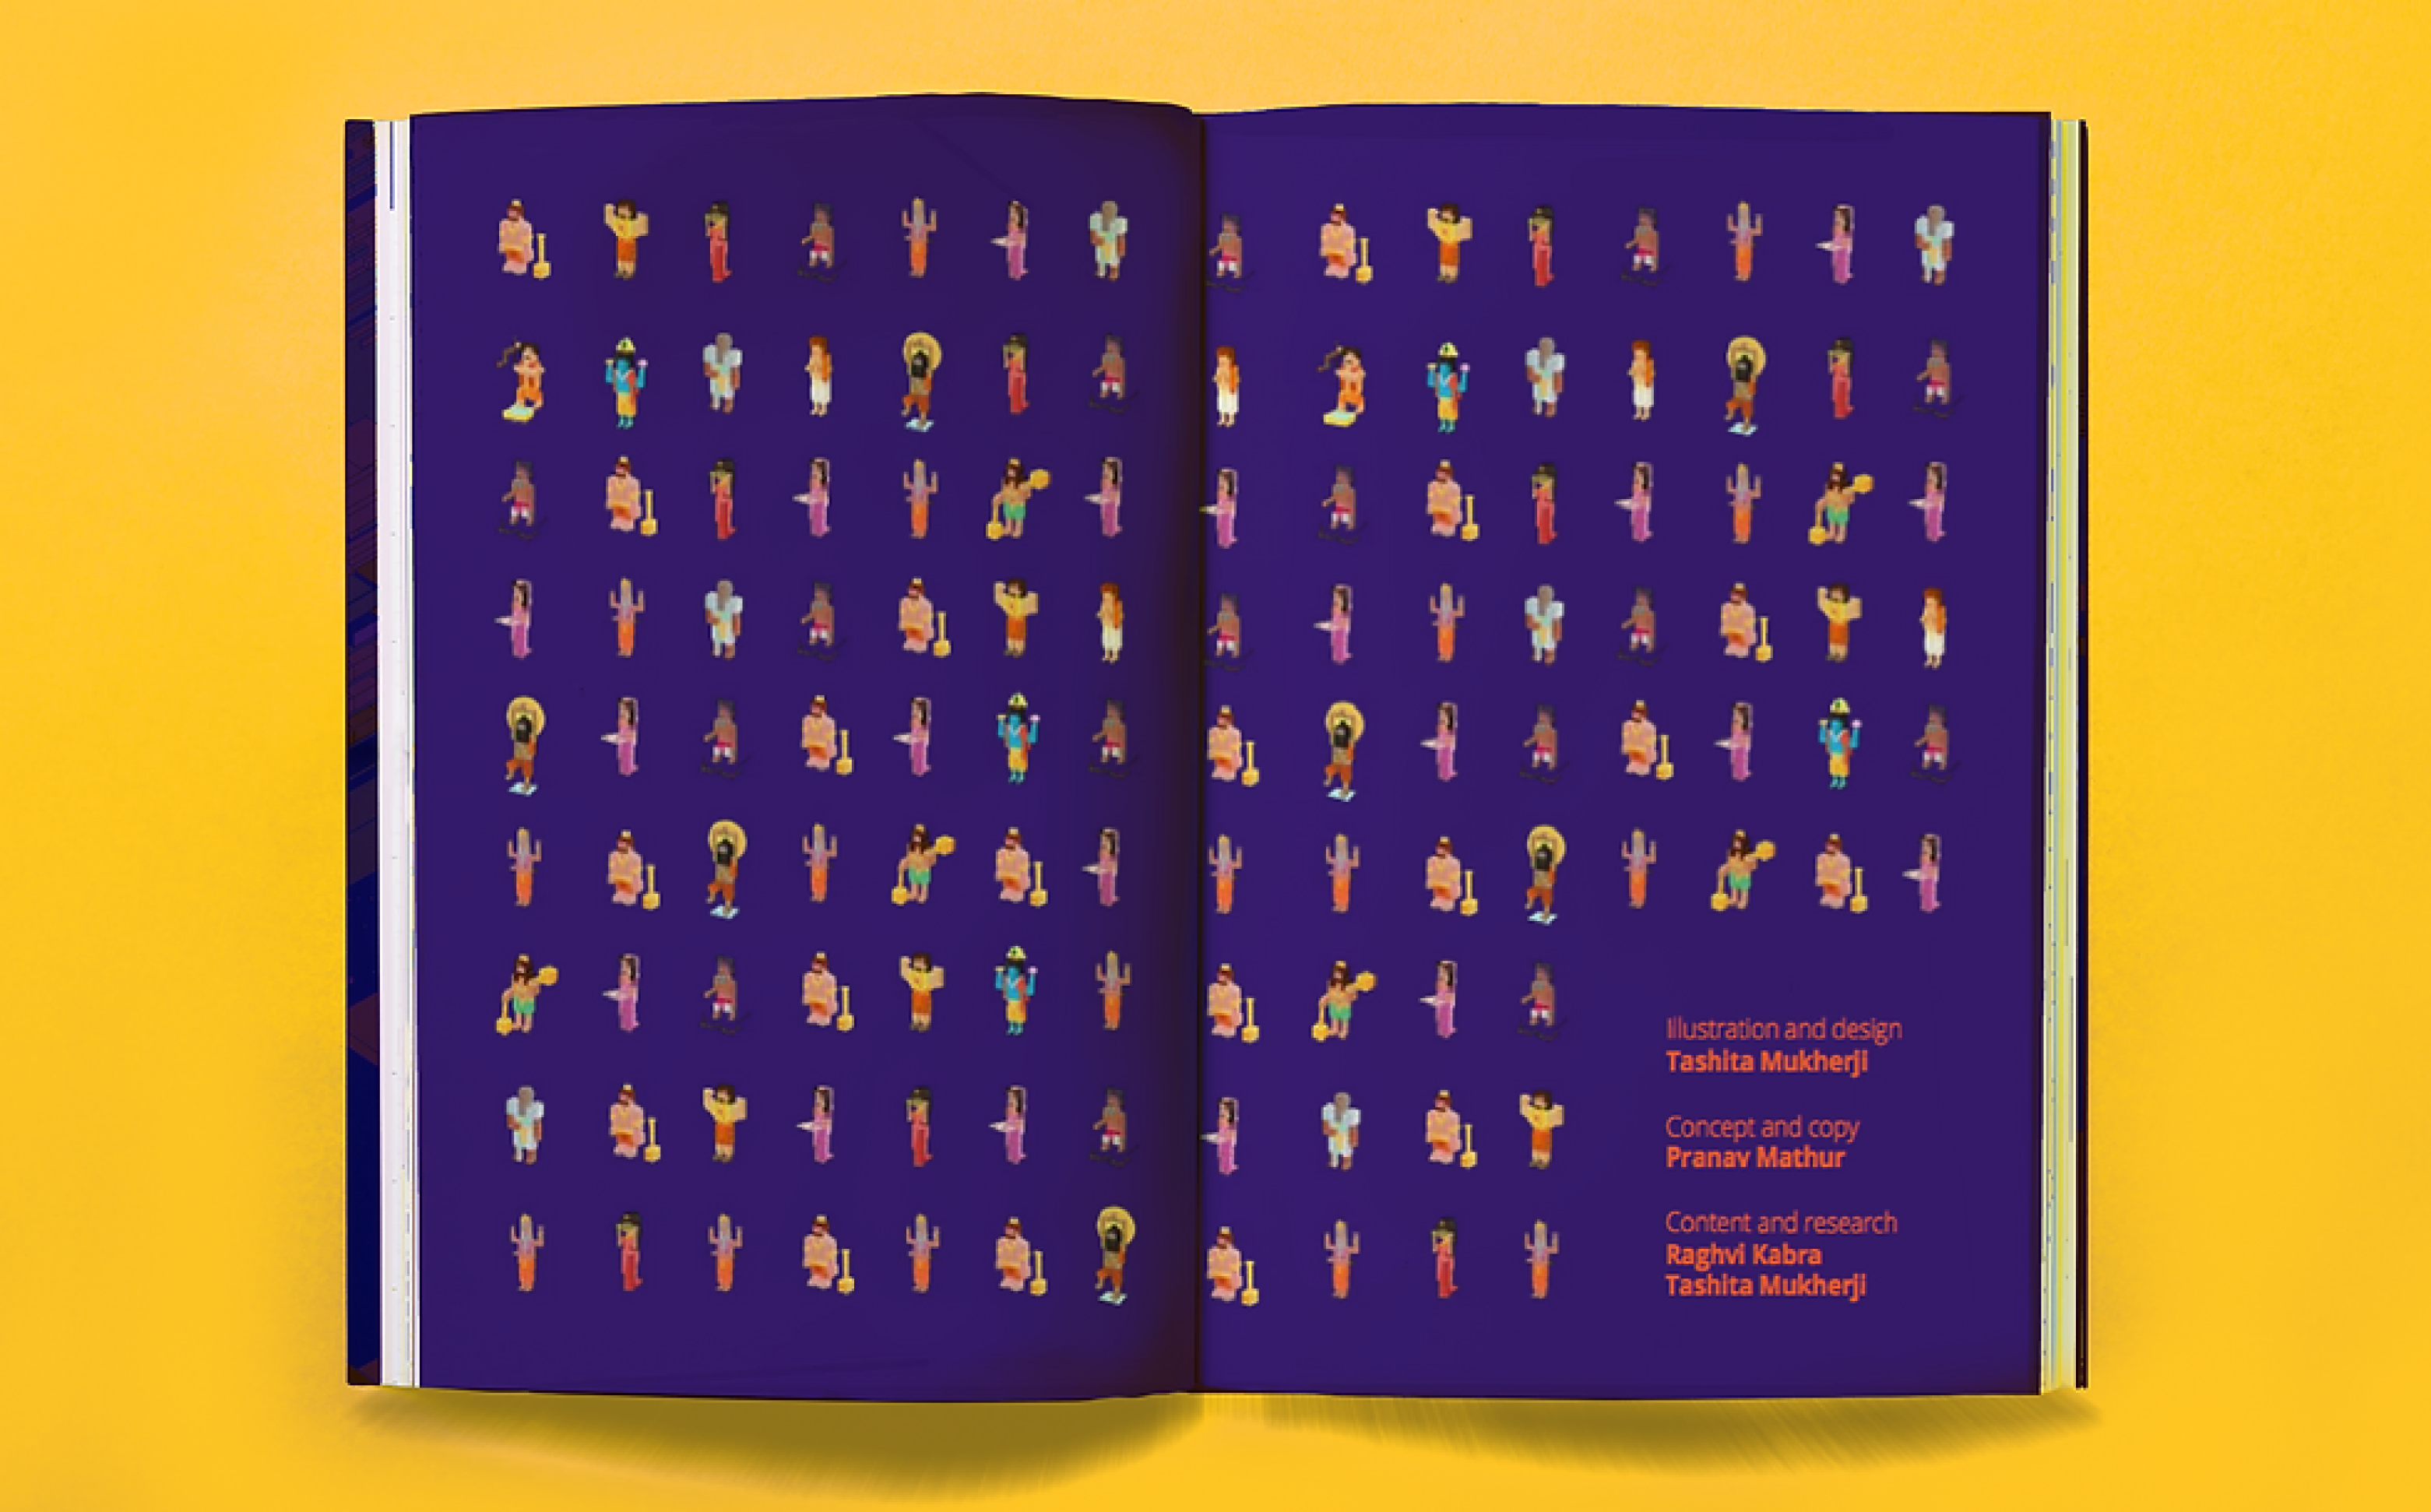 Illustration and design
Tashita Mukherji
Concept and copy
Pranav Mathur
Content and research
Raghvi Kabra
Tashita Mukherji